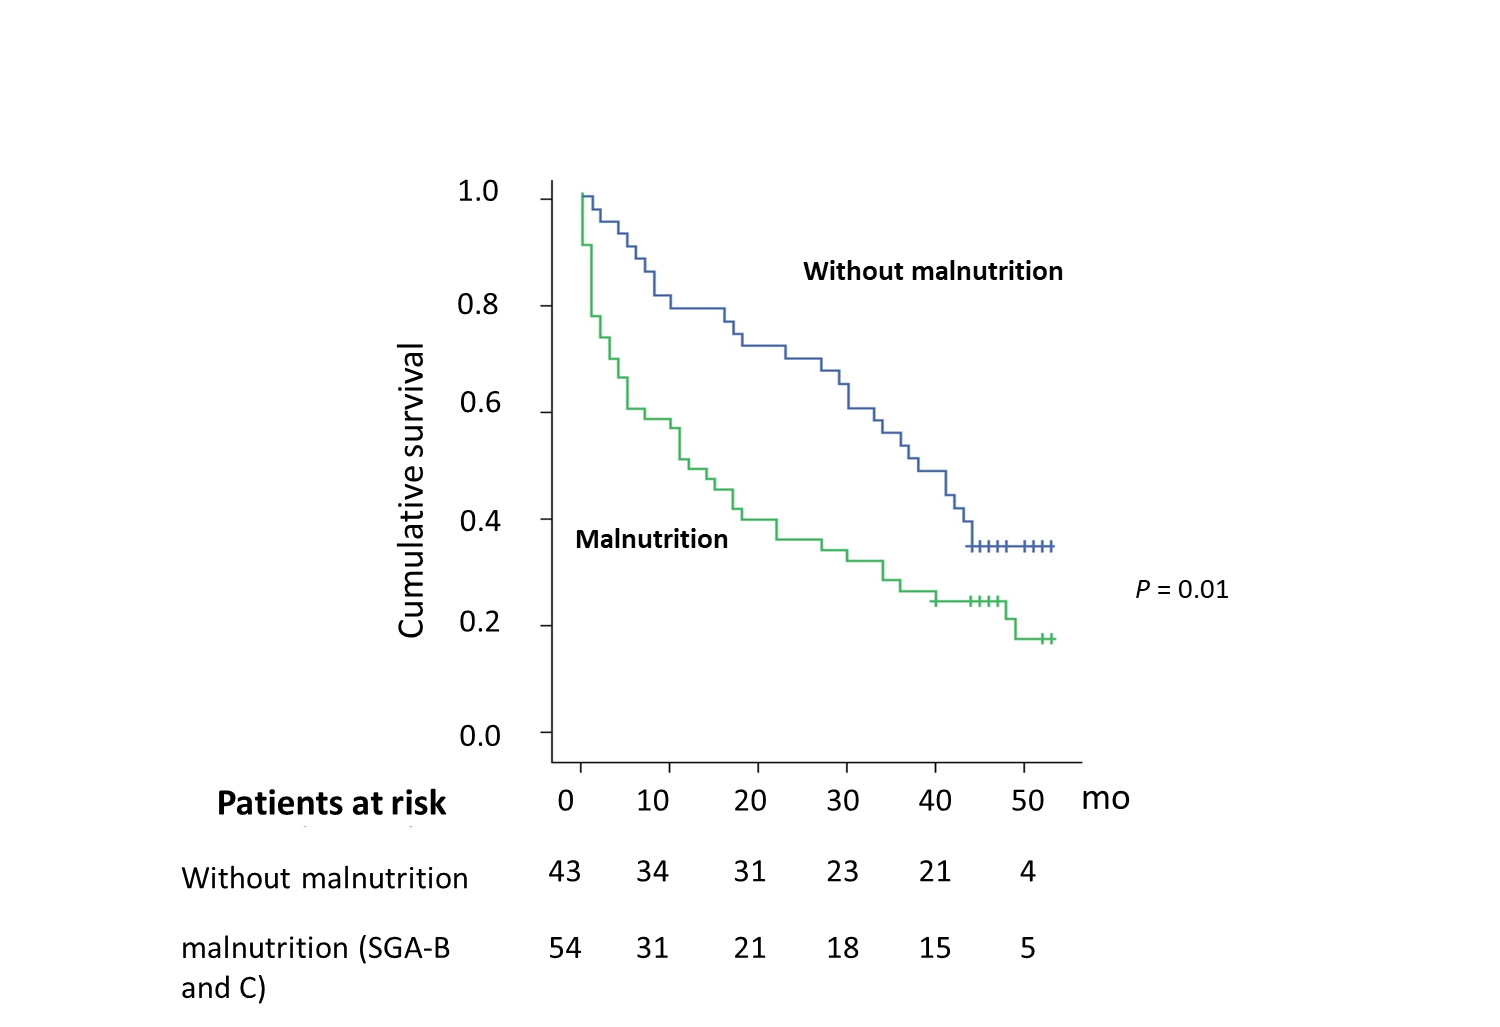 1.0
0.8
0.6
0.4
0.2
0.0
Cumulative survival
Without malnutrition
Malnutrition
P = 0.01
Patients at risk 0 10 20 30 40 50 mo
Without malnutrition 43 34 31 23 21 4
malnutrition (SGA-B 54 31 21 18 15 5
and C)